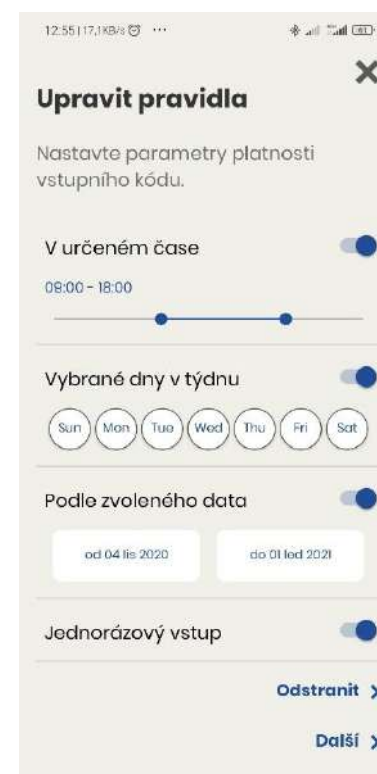 12:55 | 17,1KB/s
Upravit pravidla
Nastavte parametry platnosti
vstupního kódu.
V určeném čase
09:00 - 18:00
Vybrané dny v týdnu
Sun Mon Tue Wed Thu Fri Sat
Podle zvoleného data
od 04 lis 2020 do 01 led 2021
Jednorázový vstup
Odstranit
Další